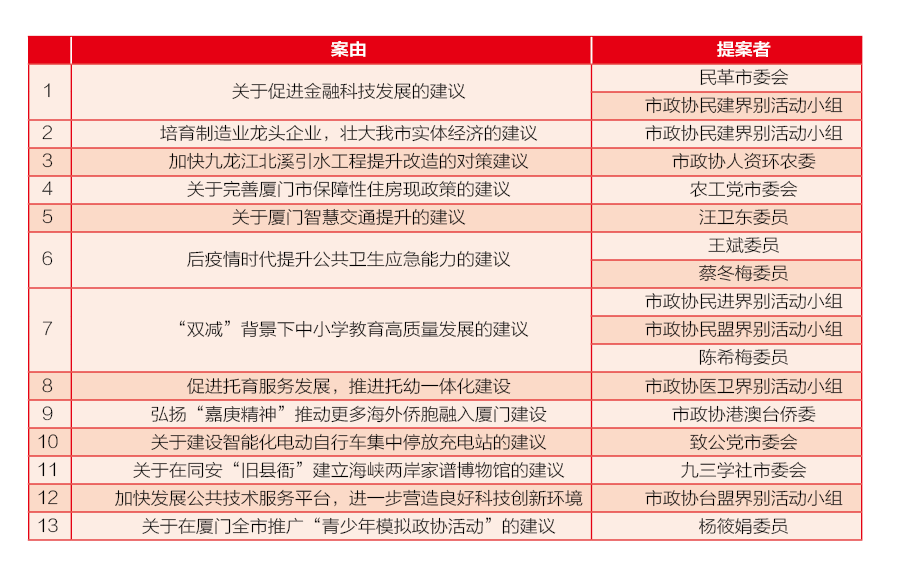 案由 提案者
1 关于促进金融科技发展的建议 民革市委会
市政协民建界别活动小组
2 培育制造业龙头企业，壮大我市实体经济的建议 市政协民建界别活动小组
3 加快九龙江北溪引水工程提升改造的对策建议 市政协人资环农委
4 关于完善厦门市保障性住房现政策的建议 农工党市委会
5 关于厦门智慧交通提升的建议 汪卫东委员
6 后疫情时代提升公共卫生应急能力的建议 王斌委员
蔡冬梅委员
7 “双减”背景下中小学教育高质量发展的建议 市政协民进界别活动小组
市政协民盟界别活动小组
陈希梅委员
8 促进托育服务发展，推进托幼一体化建设 市政协医卫界别活动小组
9 弘扬“嘉庚精神”推动更多海外侨胞融入厦门建设 市政协港澳台侨委
10 关于建设智能化电动自行车集中停放充电站的建议 致公党市委会
11 关于在同安“旧县衙”建立海峡两岸家谱博物馆的建议 九三学社市委会
12 加快发展公共技术服务平台，进一步营造良好科技创新环境 市政协台盟界别活动小组
13 关于在厦门全市推广“青少年模拟政协活动”的建议 杨筱娟委员